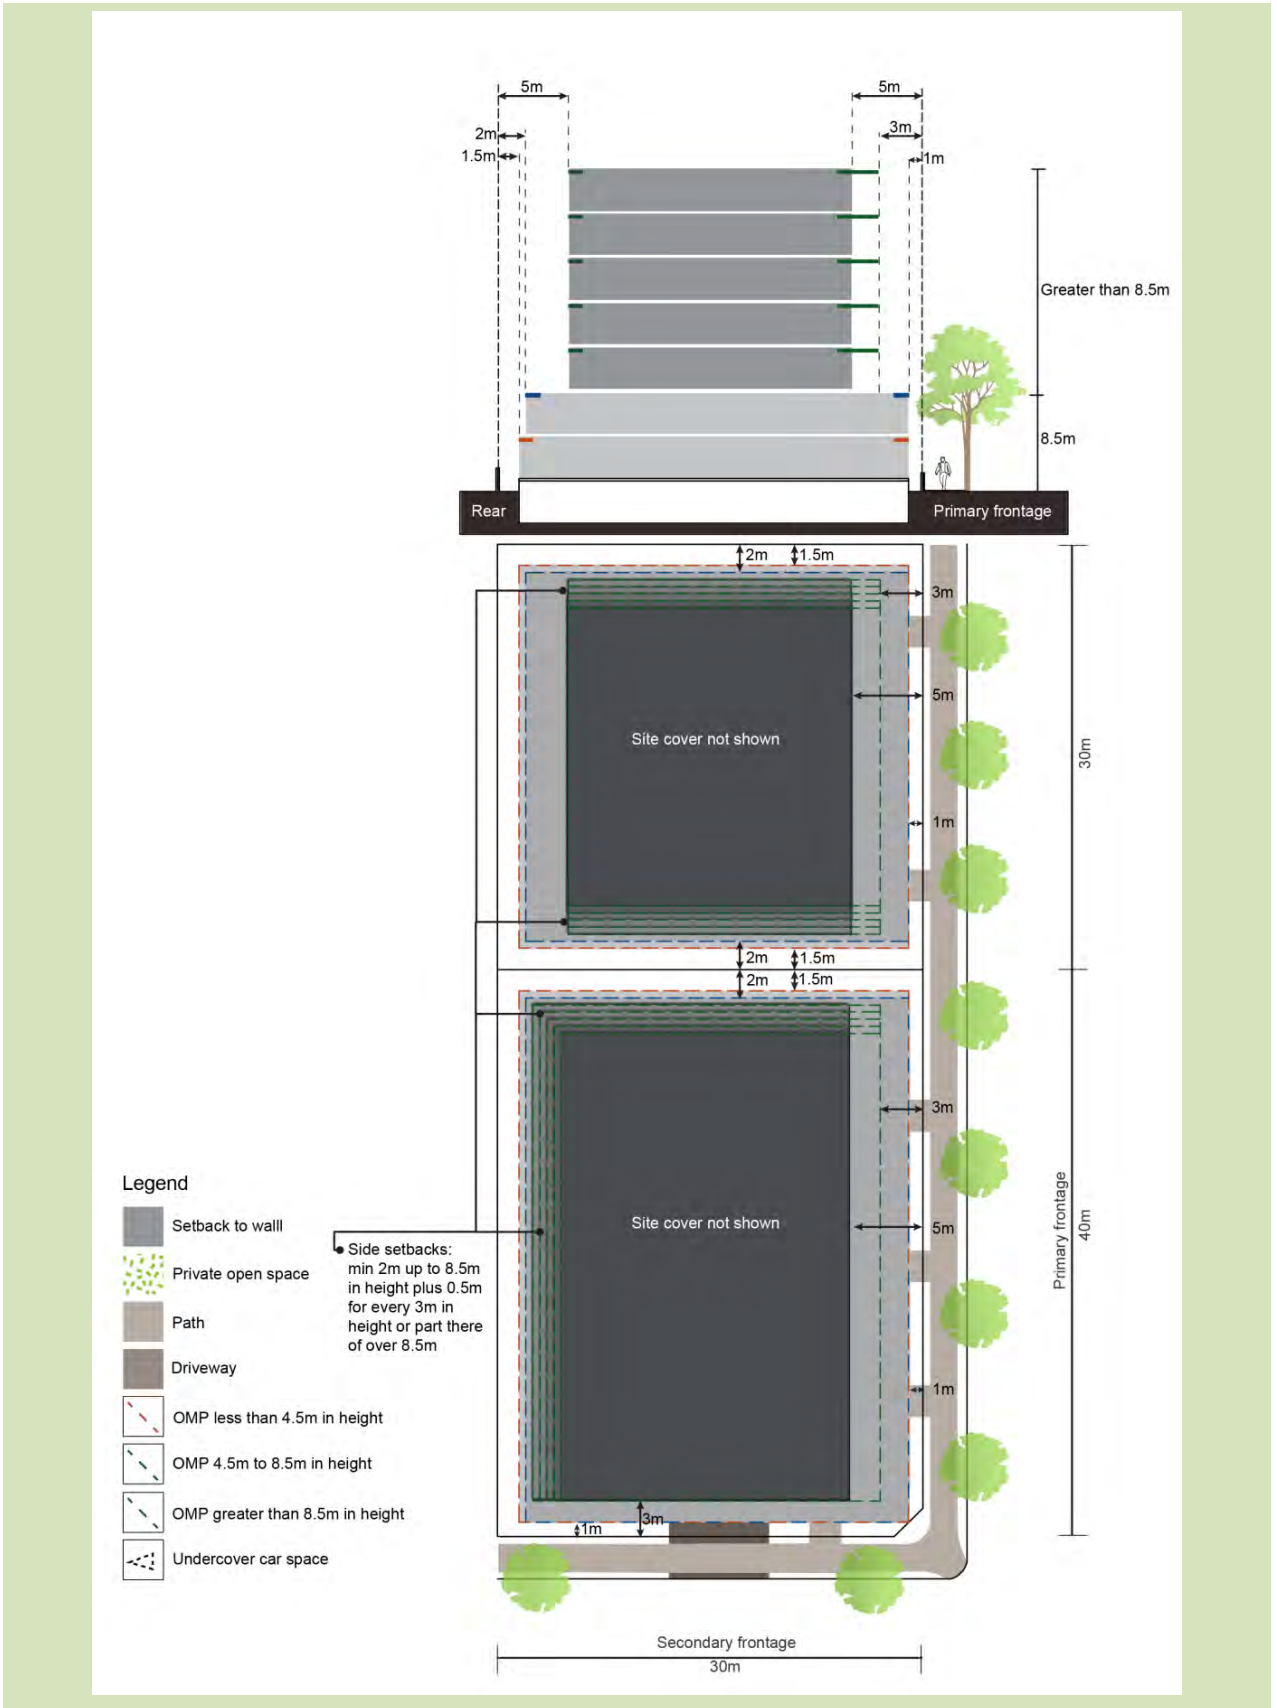 5m
5m
2m
3m
1.5m
1m
Greater than 8.5m
8.5m
Rear
Primary frontage
2m
1.5m
3m
5m
Site cover not shown
30m
1m
2m
1.5m
2m
1.5m
3m
Primary frontage
40m
Site cover not shown
5m
Legend
Setback to walll
Private open space
Path
Driveway
OMP less than 4.5m in height
OMP 4.5m to 8.5m in height
OMP greater than 8.5m in height
Undercover car space
Side setbacks:
min 2m up to 8.5m
in height plus 0.5m
for every 3m in
height or part there
of over 8.5m
1m
3m
1m
Secondary frontage
30m